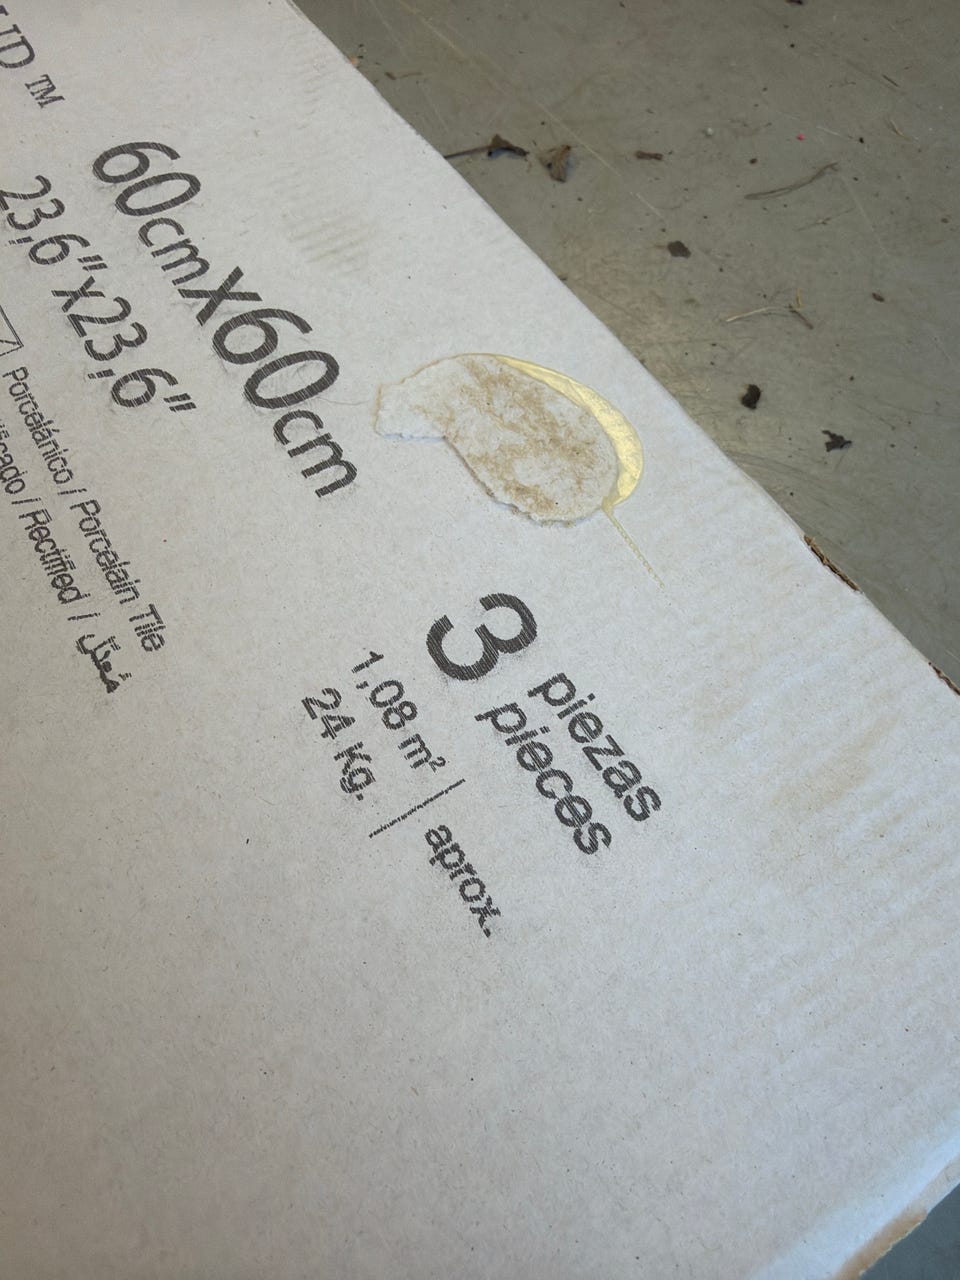 ™
60cmx60cm
23,6"x23,6"
Porcelánico / Porcelain Tile
/ Rectified / مُعدّل
3 piezas
pieces
1,08 m²
24 Kg.
aprox.